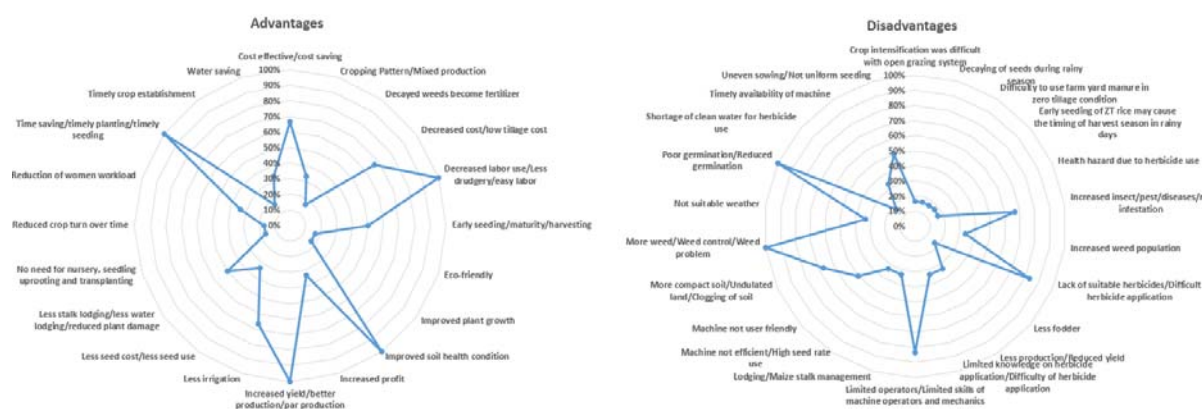 Advantages
Cost effective/cost saving
100%
90%
80%
70%
60%
50%
40%
30%
20%
10%
0%
Cropping Pattern/Mixed production
Decayed weeds become fertilizer
Decreased cost/low tillage cost
Decreased labor use/Less
drudgery/easy labor
Early seeding/maturity/harvesting
Eco-friendly
Improved plant growth
Improved soil health condition
Increased profit
Increased yield/better
production/par production
Less irrigation
Less seed cost/less seed use
Less stalk lodging/less water
lodging/reduced plant damage
No need for nursery, seedling
uprooting and transplanting
Reduced crop turn over time
Reduction of women workload
Time saving/timely planting/timely
seeding
Timely crop establishment
Water saving
Disadvantages
Crop intensification was difficult
with open grazing system
100%
90%
80%
70%
60%
50%
40%
30%
20%
10%
0%
Decaying of seeds during rainy
season
Difficulty to use farm yard manure in
zero tillage condition
Early seeding of ZT rice may cause
the timing of harvest season in rainy
days
Health hazard due to herbicide use
Increased insect/pest/diseases/r
infestation
Increased weed population
Lack of suitable herbicides/Difficult
herbicide application
Less fodder
Less production/Reduced yield
Limited knowledge on herbicide
application/Difficulty of herbicide
application
Limited operators/Limited skills of
machine operators and mechanics
Lodging/Maize stalk management
Machine not efficient/High seed rate
use
Machine not user friendly
More compact soil/Undulated
land/Clogging of soil
More weed/Weed control/Weed
problem
Not suitable weather
Poor germination/Reduced
germination
Shortage of clean water for herbicide
use
Timely availability of machine
Uneven sowing/Not uniform seeding